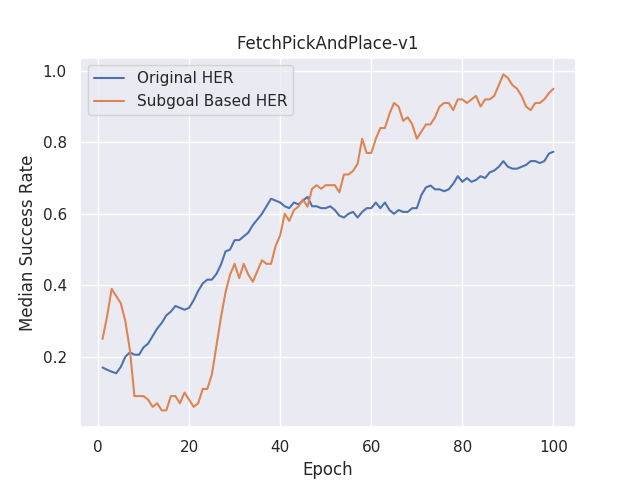 FetchPickAndPlace-v1
Original HER
Subgoal Based HER
Median Success Rate
1.0
0.8
0.6
0.4
0.2
0 20 40 60 80 100
Epoch